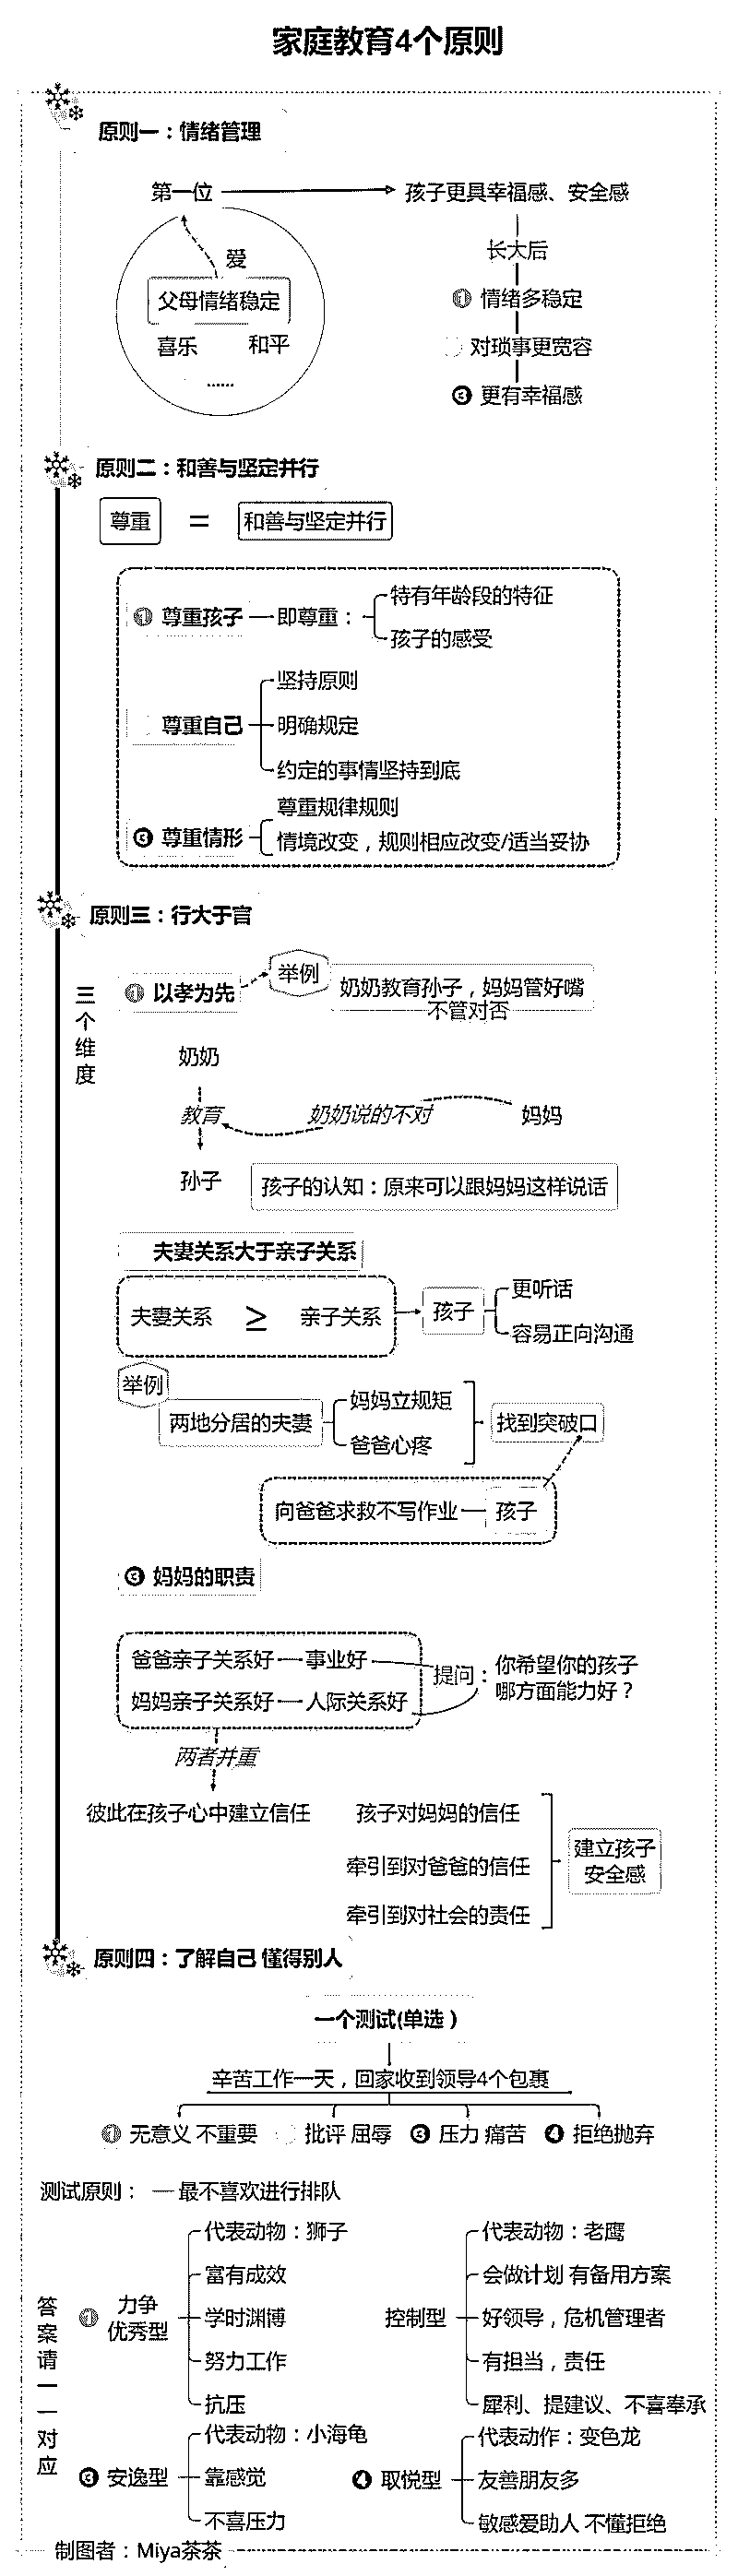 家庭教育4个原则
原则一：情绪管理
第一位
孩子更具幸福感、安全感
爱
长大后
父母情绪稳定
① 情绪多稳定
喜乐
和平
对琐事更宽容
……
❸ 更有幸福感
原则二：和善与坚定并行
尊重 = 和善与坚定并行
① 尊重孩子
即尊重：
特有年龄段的特征
孩子的感受
尊重自己
坚持原则
明确规定
约定的事情坚持到底
❸ 尊重情形
尊重规律规则
情境改变，规则相应改变/适当妥协
原则三：行大于言
三个维度
① 以孝为先
举例
奶奶教育孙子，妈妈管好嘴
不管对否
奶奶
教育
奶奶说的不对
妈妈
孙子
孩子的认知：原来可以跟妈妈这样说话
夫妻关系大于亲子关系
夫妻关系 ≥ 亲子关系
孩子
更听话
容易正向沟通
举例
两地分居的夫妻
妈妈立规矩
爸爸心疼
找到突破口
向爸爸求救不写作业
孩子
❸ 妈妈的职责
爸爸亲子关系好
事业好
妈妈亲子关系好
人际关系好
提问：
你希望你的孩子
哪方面能力好？
两者并重
彼此在孩子心中建立信任
孩子对妈妈的信任
牵引到对爸爸的信任
牵引到对社会的责任
建立孩子
安全感
原则四：了解自己 懂得别人
一个测试(单选）
辛苦工作一天，回家收到领导4个包裹
① 无意义 不重要
批评 屈辱
❸ 压力 痛苦
❹ 拒绝抛弃
测试原则：
最不喜欢进行排队
答案请一一对应
① 力争
优秀型
代表动物：狮子
富有成效
学时渊博
努力工作
抗压
控制型
代表动物：老鹰
会做计划 有备用方案
好领导，危机管理者
有担当，责任
犀利、提建议、不喜奉承
❸ 安逸型
代表动物：小海龟
靠感觉
不喜压力
❹ 取悦型
代表动作：变色龙
友善朋友多
敏感爱助人 不懂拒绝
制图者：Miya茶茶